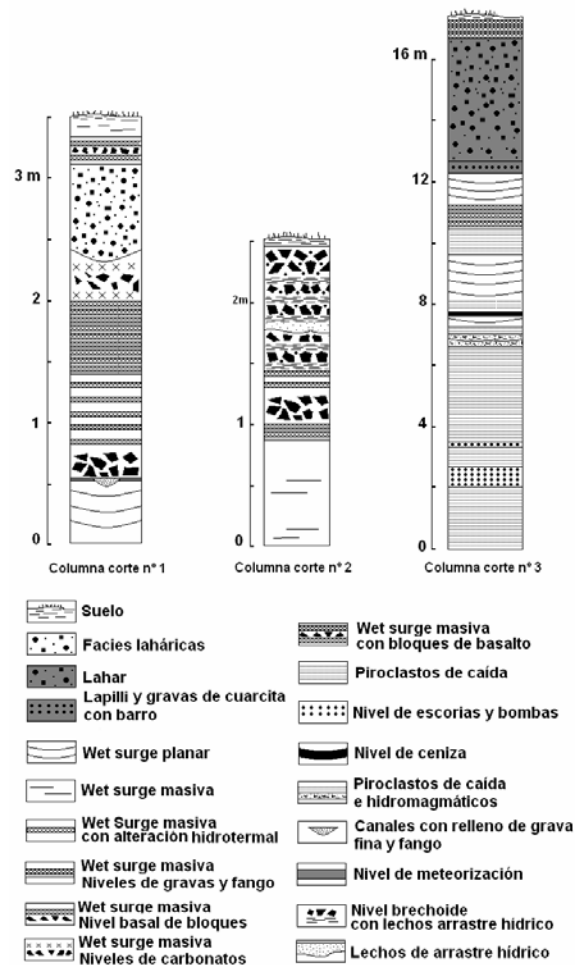 3 m
2
1
0
Columna corte nº 1
2m
1
0
Columna corte nº 2
16 m
12
8
4
0
Columna corte nº 3
Suelo
Facies laháricas
Lahar
Lapilli y gravas de cuarcita
con barro
Wet surge planar
Wet surge masiva
Wet Surge masiva
con alteración hidrotermal
Wet surge masiva
Niveles de gravas y fango
Wet surge masiva
Nivel basal de bloques
Wet surge masiva
Niveles de carbonatos
Wet surge masiva
con bloques de basalto
Piroclastos de caída
Nivel de escorias y bombas
Nivel de ceniza
Piroclastos de caída
e hidromagmáticos
Canales con relleno de grava
fina y fango
Nivel de meteorización
Nivel brechoide
con lechos arrastre hídrico
Lechos de arrastre hídrico